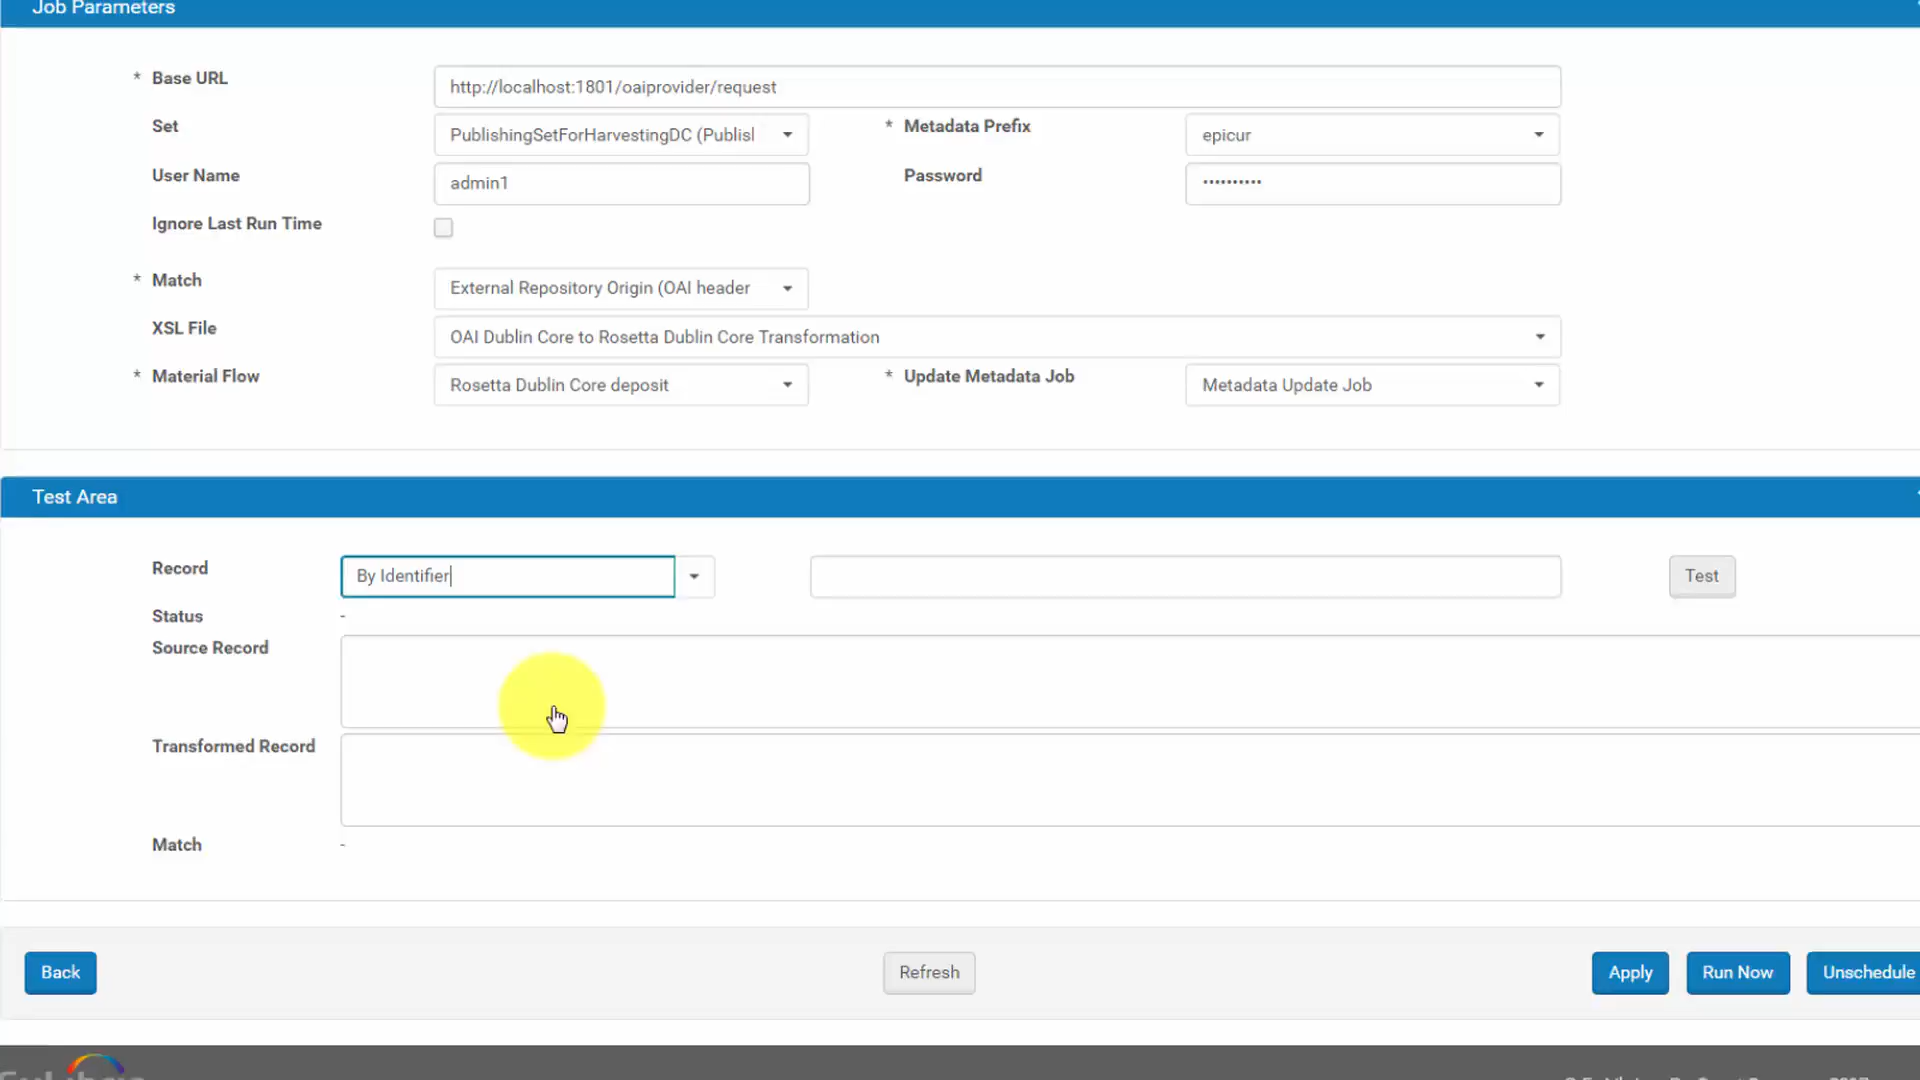 Job Parameters
* Base URL
http://localhost:1801/oaiprovider/request
Set
PublishingSetForHarvestingDC (Publisl
* Metadata Prefix
epicur
User Name
admin1
Password
••••••••••
Ignore Last Run Time
* Match
External Repository Origin (OAI header
XSL File
OAI Dublin Core to Rosetta Dublin Core Transformation
* Material Flow
Rosetta Dublin Core deposit
* Update Metadata Job
Metadata Update Job
Test Area
Record
By Identifier
Test
Status
-
Source Record
Transformed Record
Match
-
Back
Refresh
Apply
Run Now
Unschedule